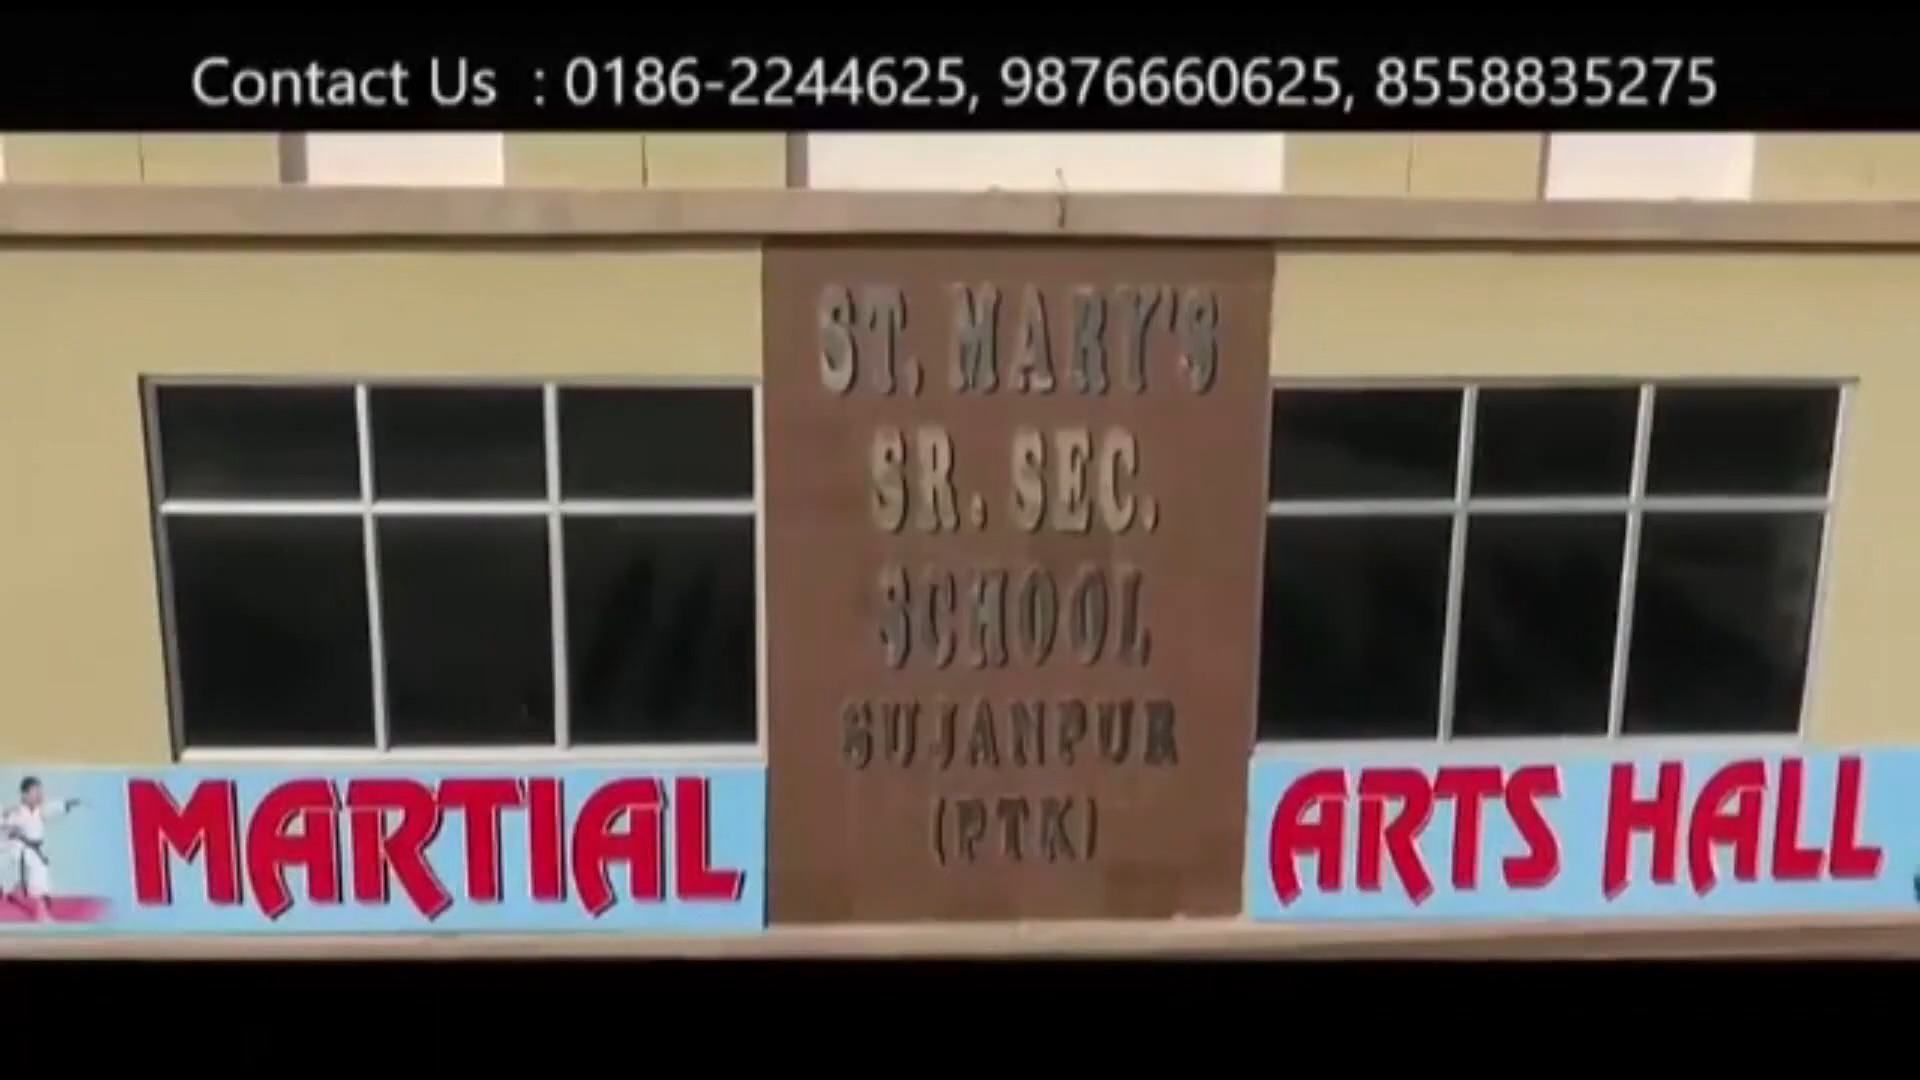 Contact Us : 0186-2244625, 9876660625, 8558835275
ST. MARY'S
SR. SEC.
SCHOOL
SUJANPUR
(PTK)
MARTIAL ARTS HALL